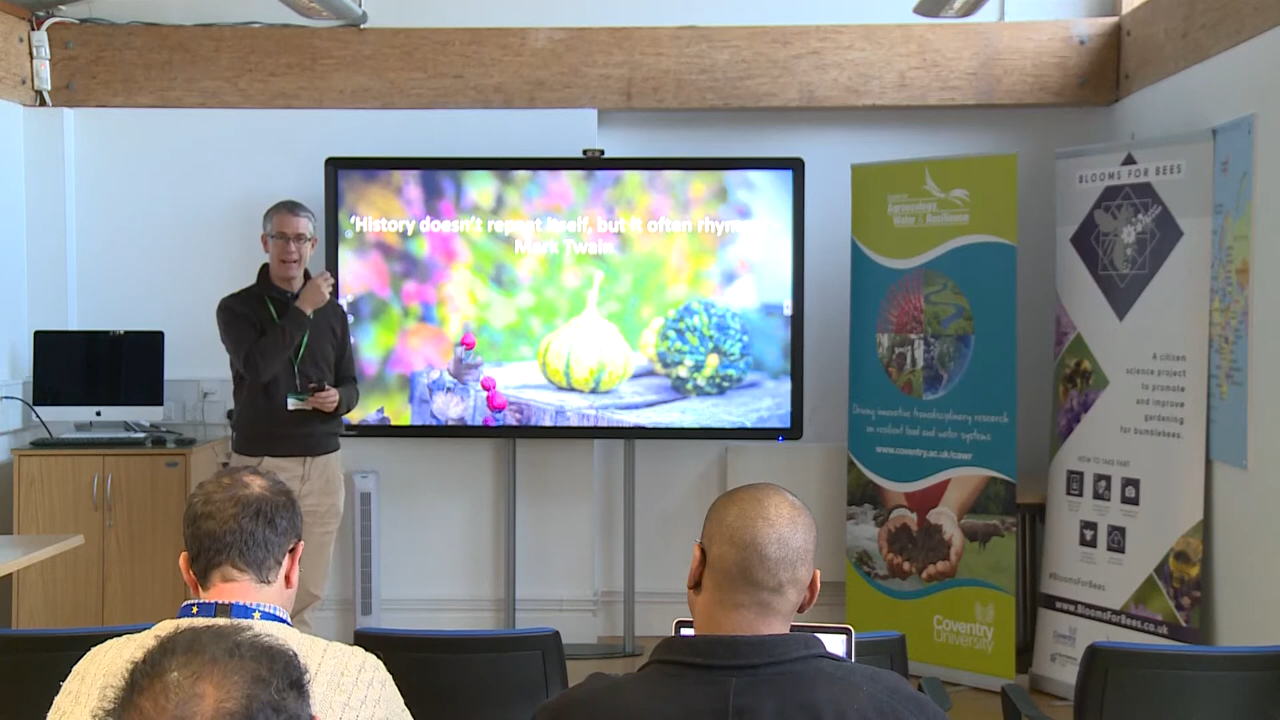 'History doesn't repeat itself, but it often rhym
Mark Twain.
Agroecology
Water & Resilience
Driving innovative transdisciplinary research
on resilient food and water systems
www.coventry.ac.uk/cawr
Coventry
University
BLOOMS FOR BEES
A citizen
science project
to promote
and improve
gardening
for bumblebees.
HOW TO TAKE PART
#BloomsForBees
www.BloomsForBees.co.uk